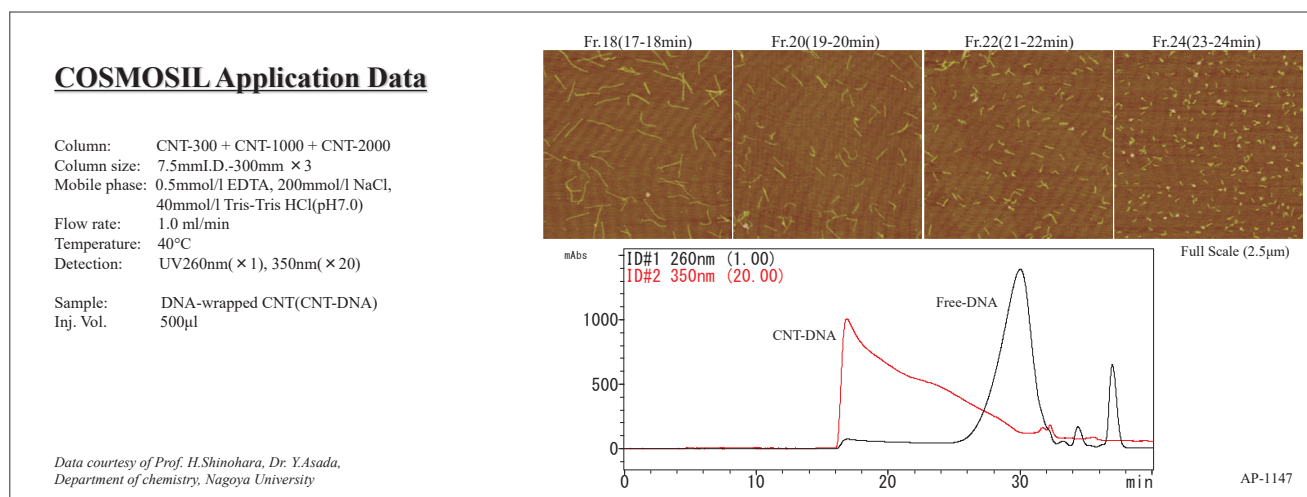 COSMOSIL Application Data
Column: CNT-300 + CNT-1000 + CNT-2000
Column size: 7.5mmI.D.-300mm ×3
Mobile phase: 0.5mmol/l EDTA, 200mmol/l NaCl,
40mmol/l Tris-Tris HCl(pH7.0)
Flow rate: 1.0 ml/min
Temperature: 40°C
Detection: UV260nm(×1), 350nm(×20)
Sample: DNA-wrapped CNT(CNT-DNA)
Inj. Vol. 500μl
Data courtesy of Prof. H.Shinohara, Dr. Y.Asada,
Department of chemistry, Nagoya University
Fr.18(17-18min) Fr.20(19-20min) Fr.22(21-22min) Fr.24(23-24min)
Full Scale (2.5μm)
mAbs
ID#1 260nm (1.00)
ID#2 350nm (20.00)
Free-DNA
CNT-DNA
1000
500
0
0 10 20 30 min
AP-1147